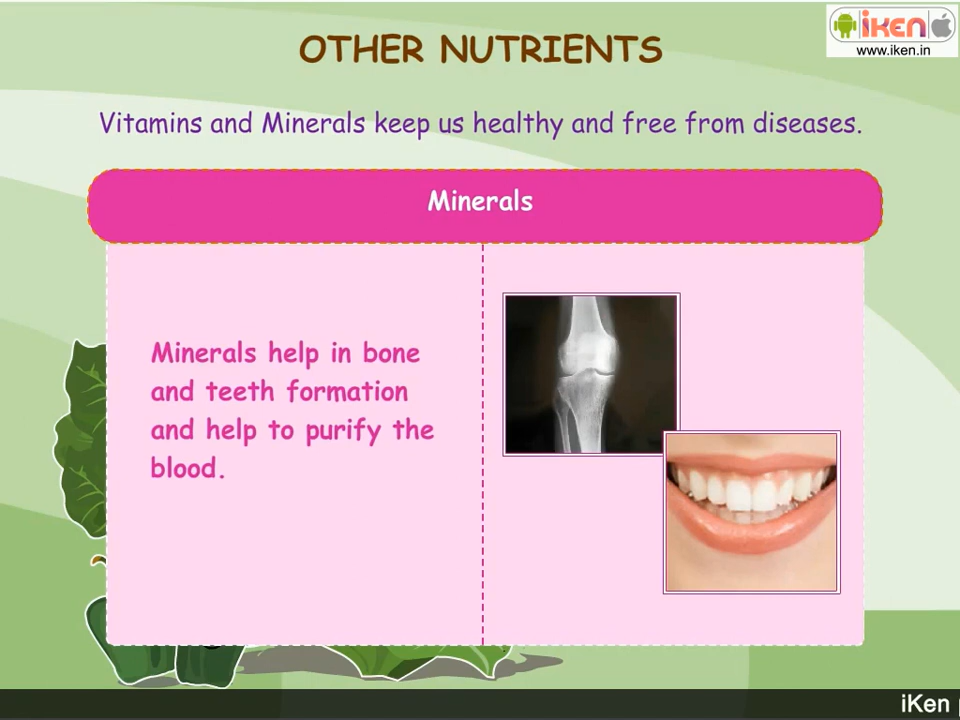 iKen
www.iken.in
OTHER NUTRIENTS
Vitamins and Minerals keep us healthy and free from diseases.
Minerals
Minerals help in bone
and teeth formation
and help to purify the
blood.
iKen